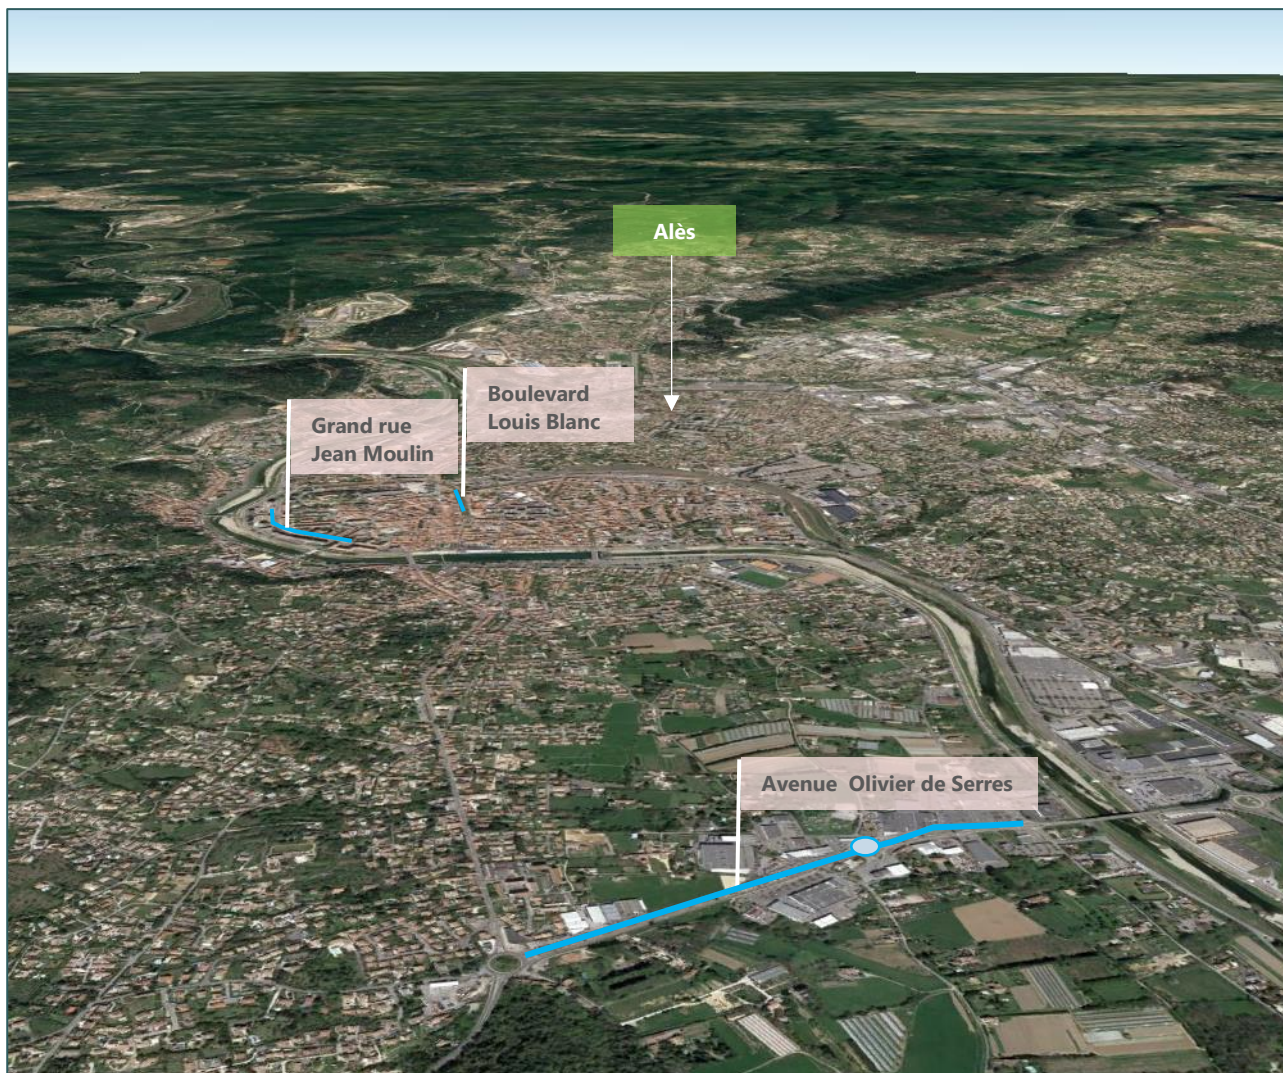 Alès
Boulevard
Louis Blanc
Grand rue
Jean Moulin
Avenue  Olivier de Serres